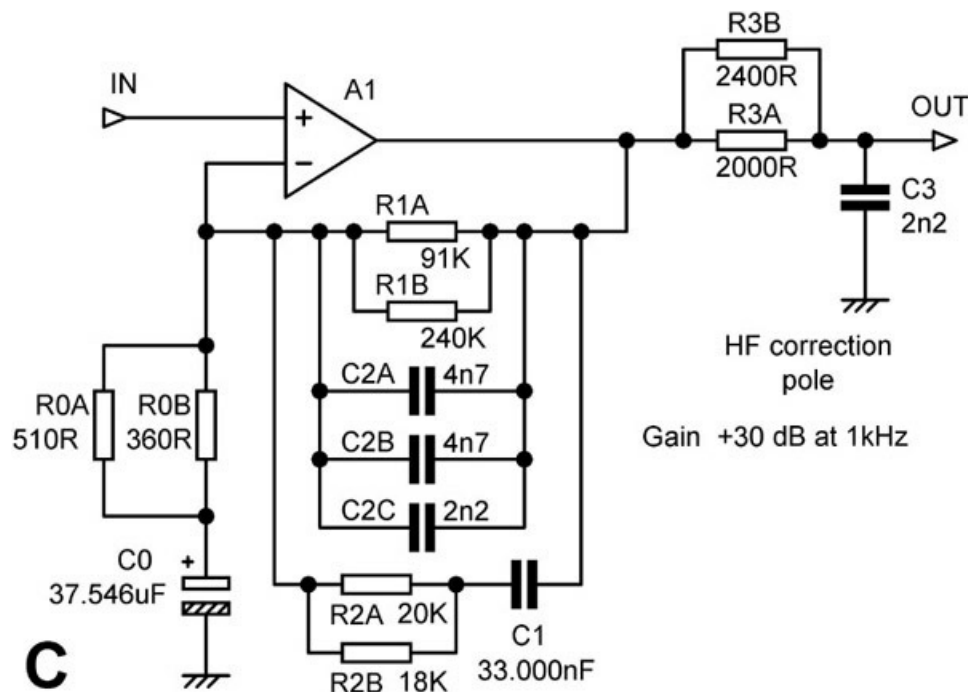 R3B
2400R
IN
A1
OUT
+
−
R3A
2000R
C3
2n2
R1A
91K
R1B
240K
HF correction
pole
C2A 4n7
R0A R0B
510R 360R
Gain +30 dB at 1kHz
C2B 4n7
C2C 2n2
C0 +
37.546uF
R2A 20K
C1
33.000nF
R2B 18K
C